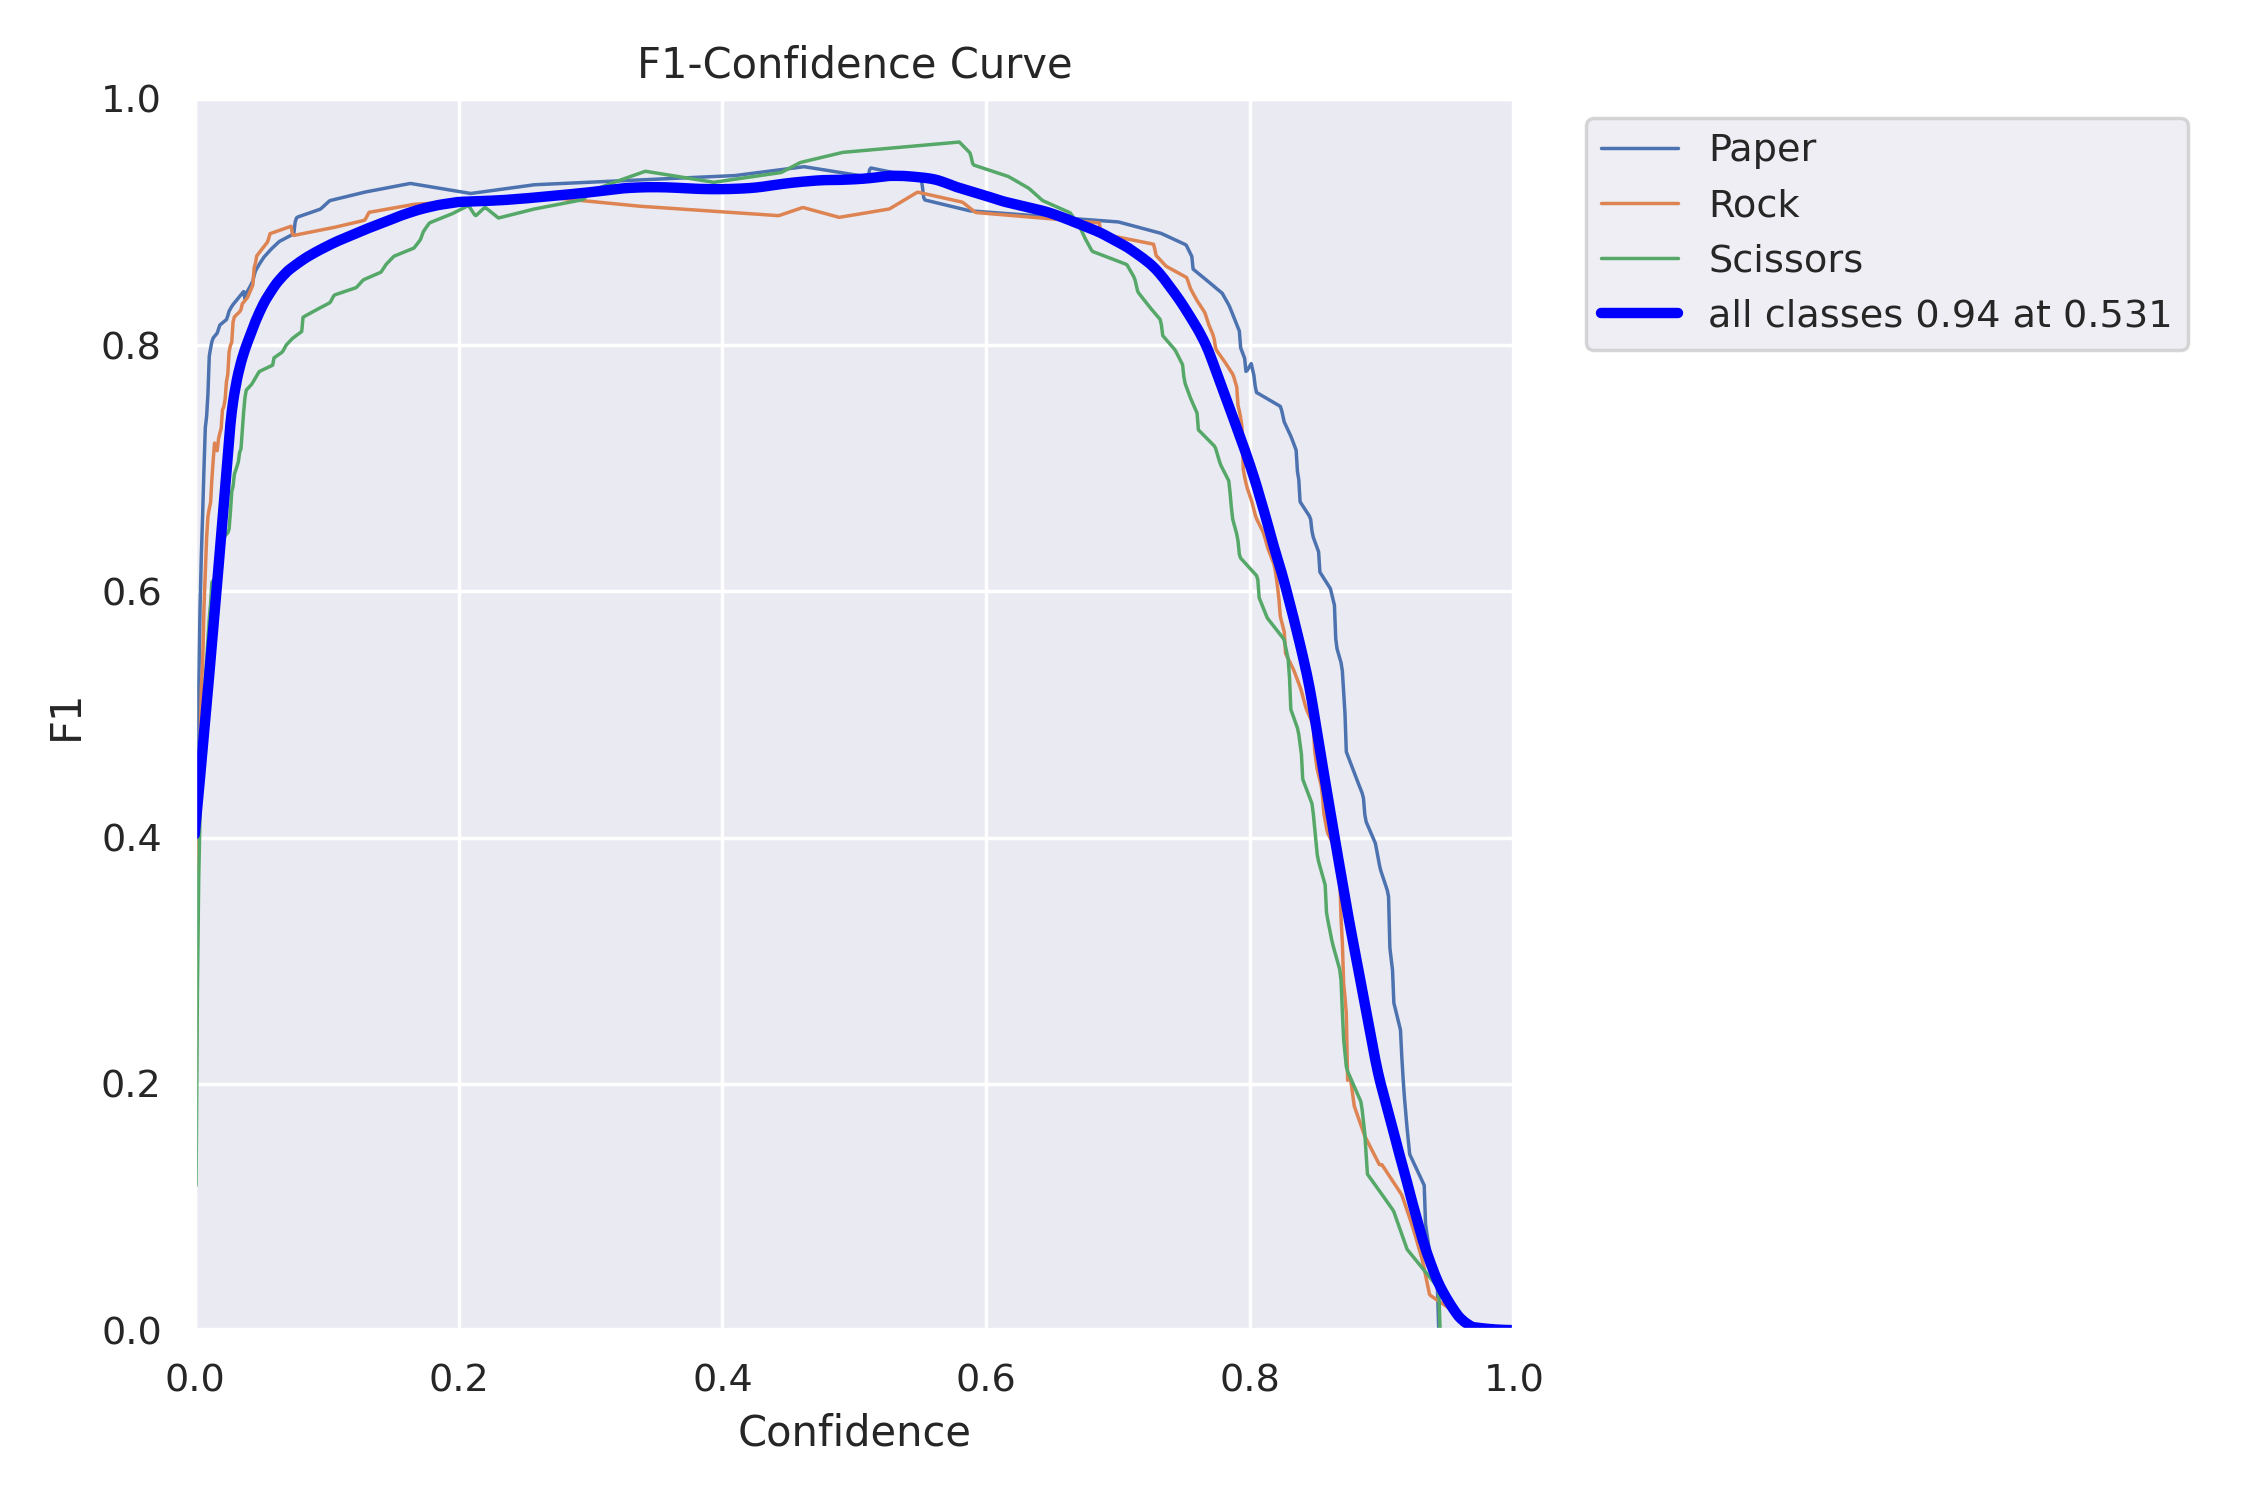 F1-Confidence Curve
1.0
0.8
0.6
0.4
0.2
0.0
F1
0.0 0.2 0.4 0.6 0.8 1.0
Confidence
Paper
Rock
Scissors
all classes 0.94 at 0.531